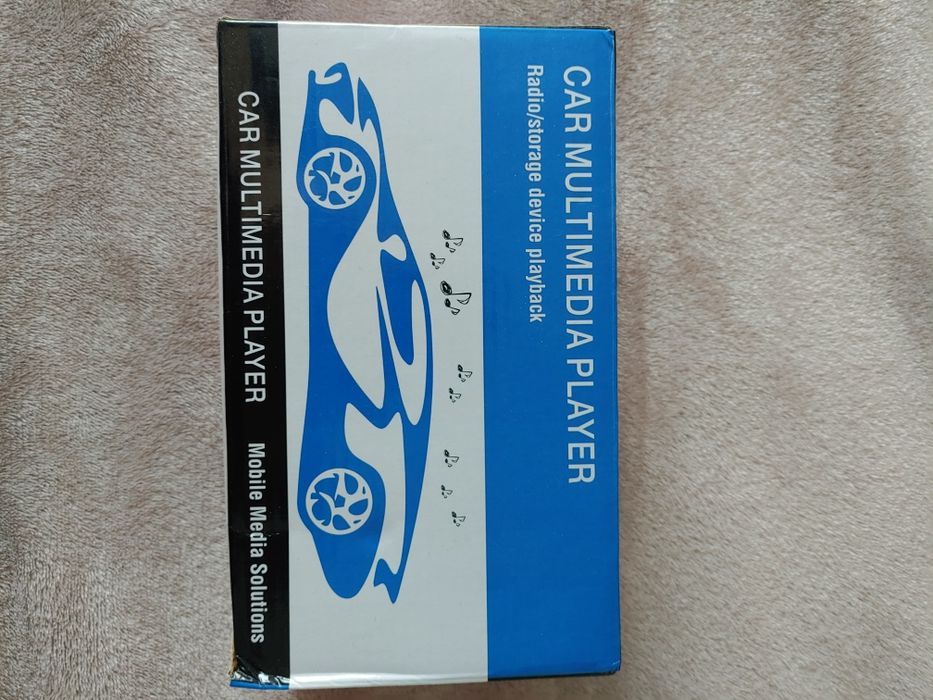 CAR MULTIMEDIA PLAYER
Radio/storage device playback
CAR MULTIMEDIA PLAYER Mobile Media Solutions